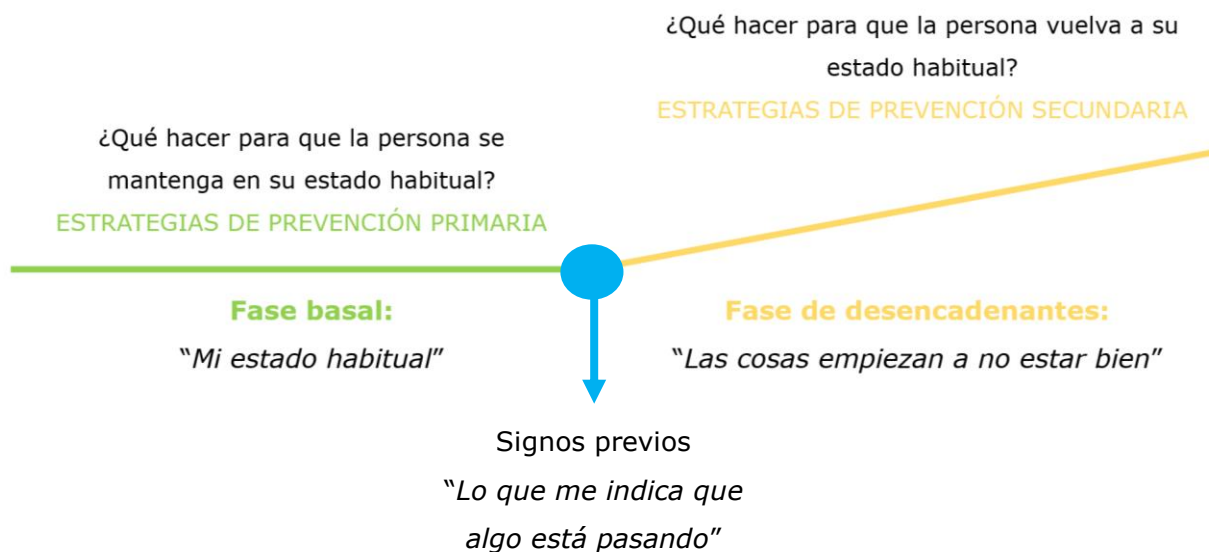 ¿Qué hacer para que la persona se
mantenga en su estado habitual?
ESTRATEGIAS DE PREVENCIÓN PRIMARIA
Fase basal:
“Mi estado habitual”
¿Qué hacer para que la persona vuelva a su
estado habitual?
ESTRATEGIAS DE PREVENCIÓN SECUNDARIA
Fase de desencadenantes:
“Las cosas empiezan a no estar bien”
Signos previos
“Lo que me indica que
algo está pasando”